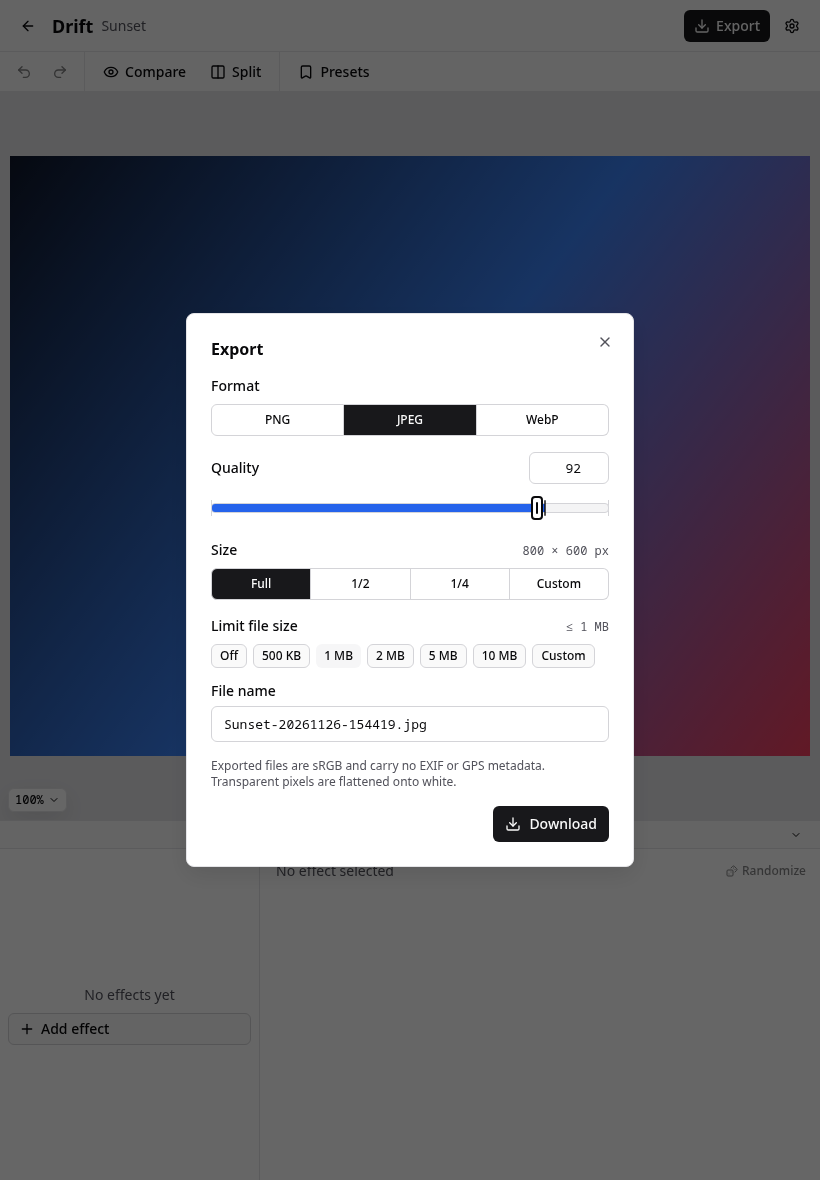 Drift Sunset Export
Compare Split Presets
Export
Format
PNG JPEG WebP
Quality 92
Size 800 × 600 px
Full 1/2 1/4 Custom
Limit file size ≤ 1 MB
Off 500 KB 1 MB 2 MB 5 MB 10 MB Custom
File name
Sunset-20261126-154419.jpg
Exported files are sRGB and carry no EXIF or GPS metadata.
Transparent pixels are flattened onto white.
100%
Download
No effect selected Randomize
No effects yet
Add effect